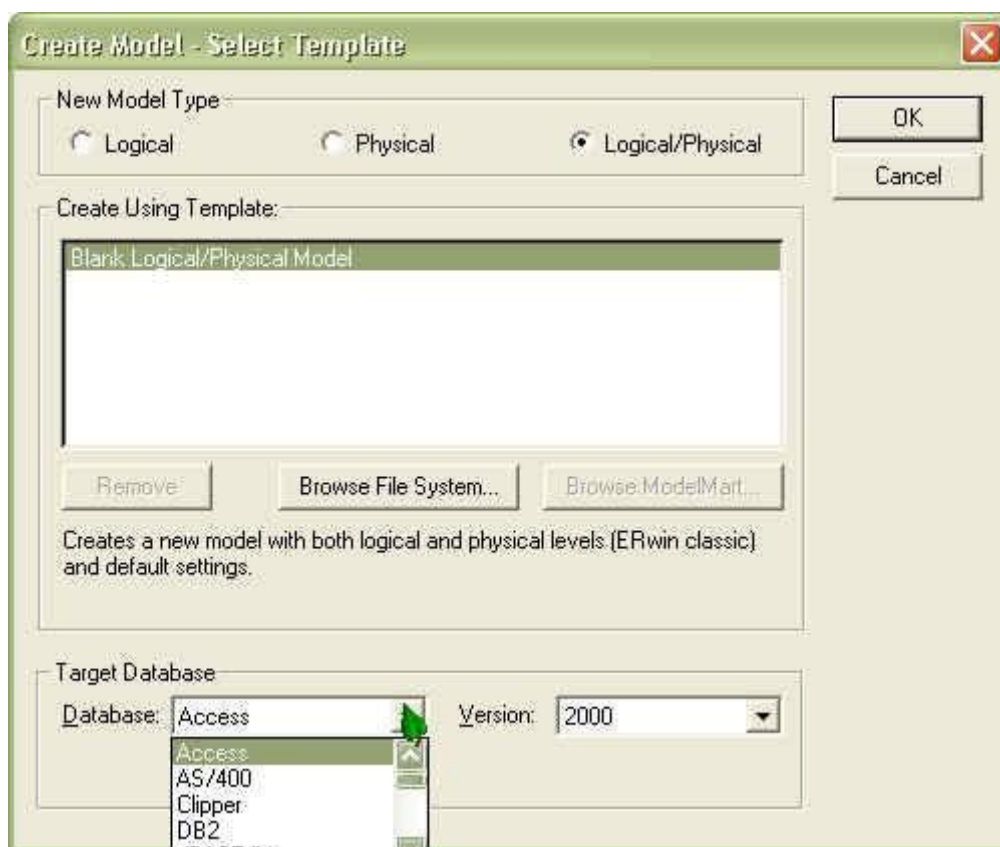 Create Model - Select Template
New Model Type
Logical
Physical
Logical/Physical
OK
Cancel
Create Using Template:
Blank Logical/Physical Model
Remove
Browse File System...
Browse ModelMart...
Creates a new model with both logical and physical levels (ERwin classic)
and default settings.
Target Database
Database: Access
Version: 2000
Access
AS/400
Clipper
DB2